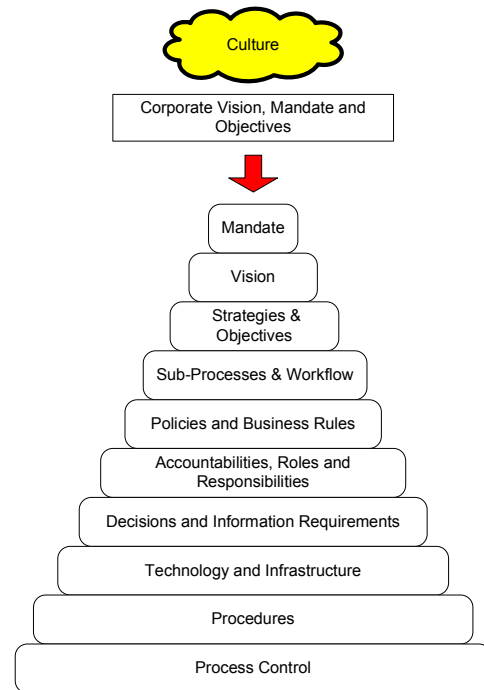 Culture
Corporate Vision, Mandate and
Objectives
Mandate
Vision
Strategies &
Objectives
Sub-Processes & Workflow
Policies and Business Rules
Accountabilities, Roles and
Responsibilities
Decisions and Information Requirements
Technology and Infrastructure
Procedures
Process Control